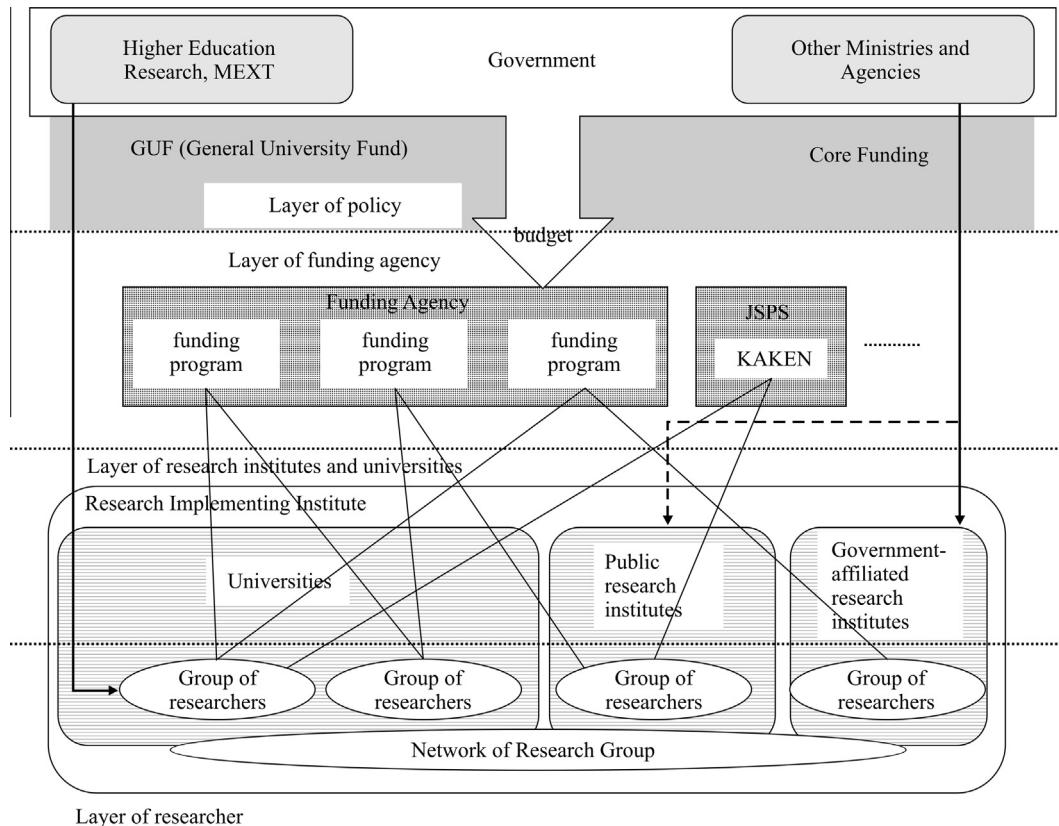 Higher Education
Research, MEXT
Government
Other Ministries and
Agencies
GUF (General University Fund)
Core Funding
Layer of policy
budget
Layer of funding agency
Funding Agency
funding
program
funding
program
funding
program
JSPS
KAKEN
............
Layer of research institutes and universities
Research Implementing Institute
Universities
Public
research
institutes
Government-
affiliated
research
institutes
Group of
researchers
Group of
researchers
Group of
researchers
Group of
researchers
Network of Research Group
Layer of researcher